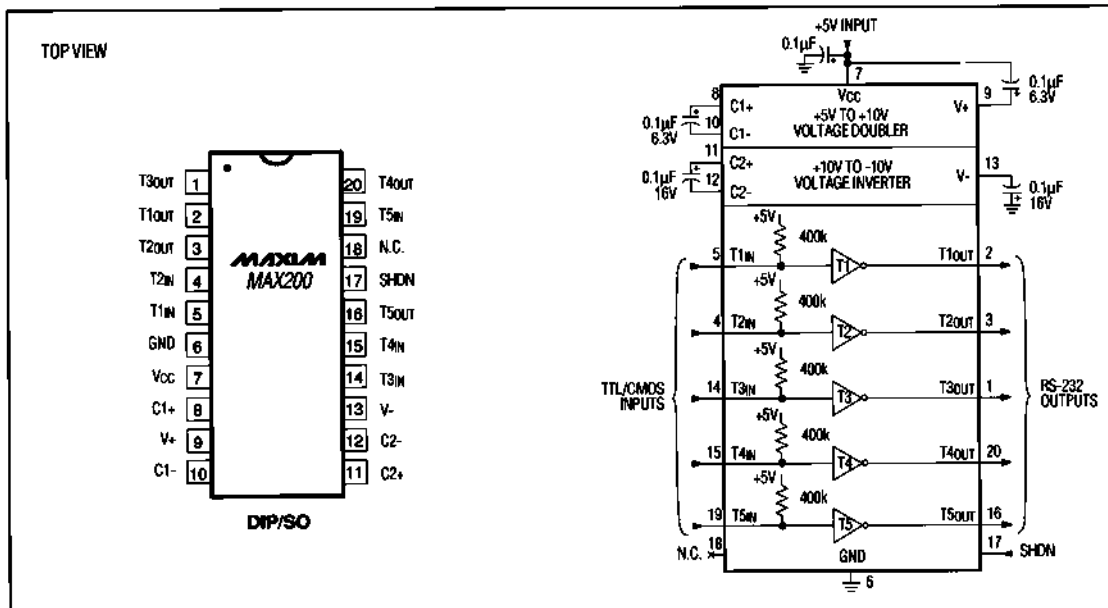 TOP VIEW
T3OUT 1
T1OUT 2
T2OUT 3
T2IN 4
T1IN 5
GND 6
VCC 7
C1+ 8
V+ 9
C1- 10
MAXIM
MAX200
20 T4OUT
19 T5IN
18 N.C.
17 SHDN
16 T5OUT
15 T4IN
14 T3IN
13 V-
12 C2-
11 C2+
DIP/SO
+5V INPUT
0.1µF
7
VCC
+5V TO +10V
VOLTAGE DOUBLER
8 C1+
10 C1-
0.1µF
6.3V
V+ 9
0.1µF
6.3V
+10V TO -10V
VOLTAGE INVERTER
11 C2+
12 C2-
0.1µF
16V
V- 13
0.1µF
16V
+5V
400k
5 T1IN T1 T1OUT 2
+5V
400k
4 T2IN T2 T2OUT 3
+5V
400k
14 T3IN T3 T3OUT 1
+5V
400k
15 T4IN T4 T4OUT 20
+5V
400k
19 T5IN T5 T5OUT 16
TTL/CMOS
INPUTS
RS-232
OUTPUTS
N.C. 18
17 SHDN
GND
6